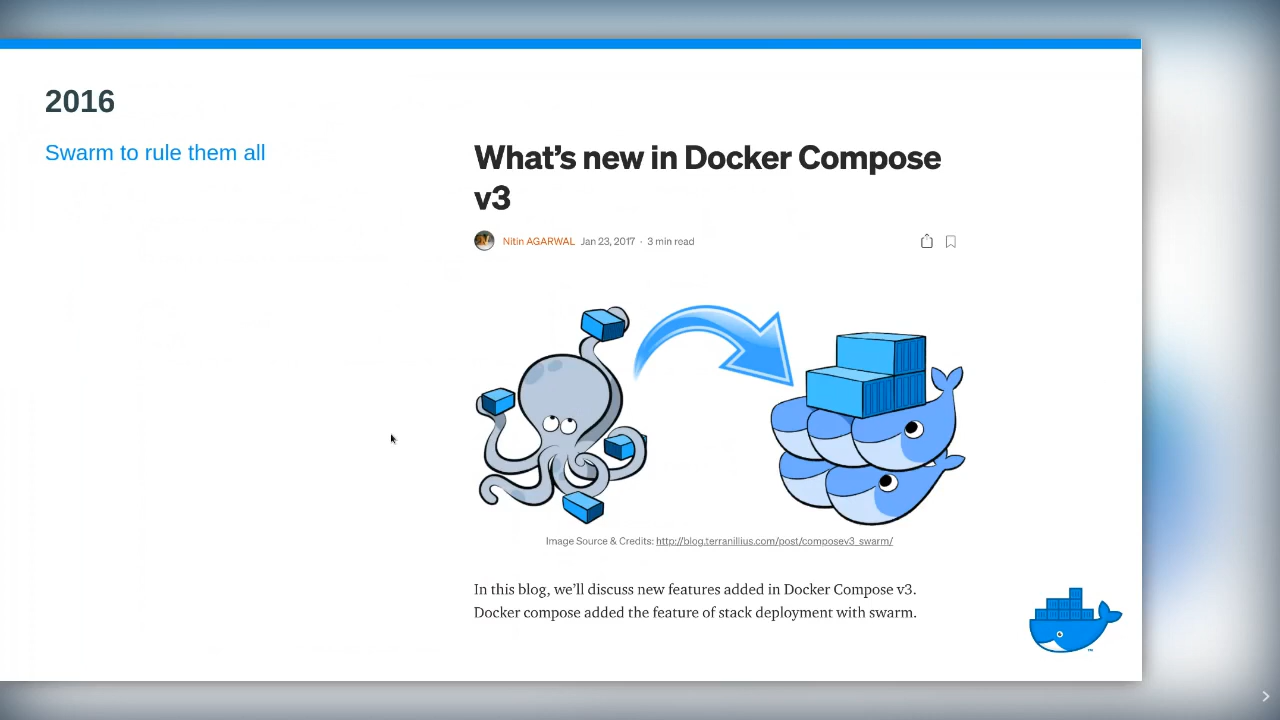 2016
Swarm to rule them all
What’s new in Docker Compose
v3
Nitin AGARWAL Jan 23, 2017 · 3 min read
Image Source & Credits: http://blog.terranillius.com/post/composev3_swarm/
In this blog, we’ll discuss new features added in Docker Compose v3.
Docker compose added the feature of stack deployment with swarm.